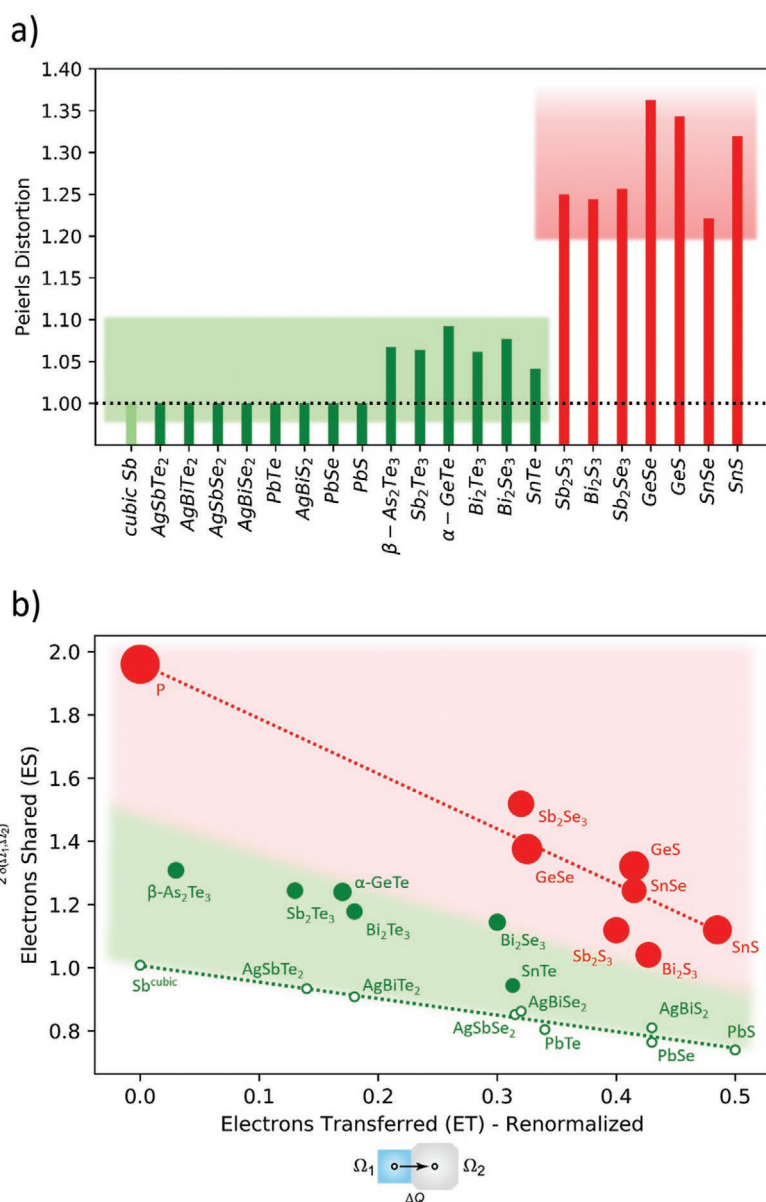 a)
1.40
1.35
1.30
1.25
1.20
1.15
1.10
1.05
1.00
Peierls Distortion
cubic Sb
AgSbTe₂
AgBiTe₂
AgSbSe₂
AgBiSe₂
PbTe
AgBiS₂
PbSe
PbS
β − As₂Te₃
Sb₂Te₃
α − GeTe
Bi₂Te₃
Bi₂Se₃
SnTe
Sb₂S₃
Bi₂S₃
Sb₂Se₃
GeSe
GeS
SnSe
SnS
b)
2.0
1.8
1.6
1.4
1.2
1.0
0.8
2 δ(Ω₁,Ω₂)
Electrons Shared (ES)
P
Sb₂Se₃
GeS
GeSe
SnSe
β-As₂Te₃
Sb₂Te₃
α-GeTe
Bi₂Te₃
Bi₂Se₃
Sb₂S₃
Bi₂S₃
SnS
Sb^cubic
AgSbTe₂
AgBiTe₂
SnTe
AgBiSe₂
AgSbSe₂
PbTe
AgBiS₂
PbSe
PbS
0.0 0.1 0.2 0.3 0.4 0.5
Electrons Transferred (ET) - Renormalized
Ω₁ Ω₂
ΔQ